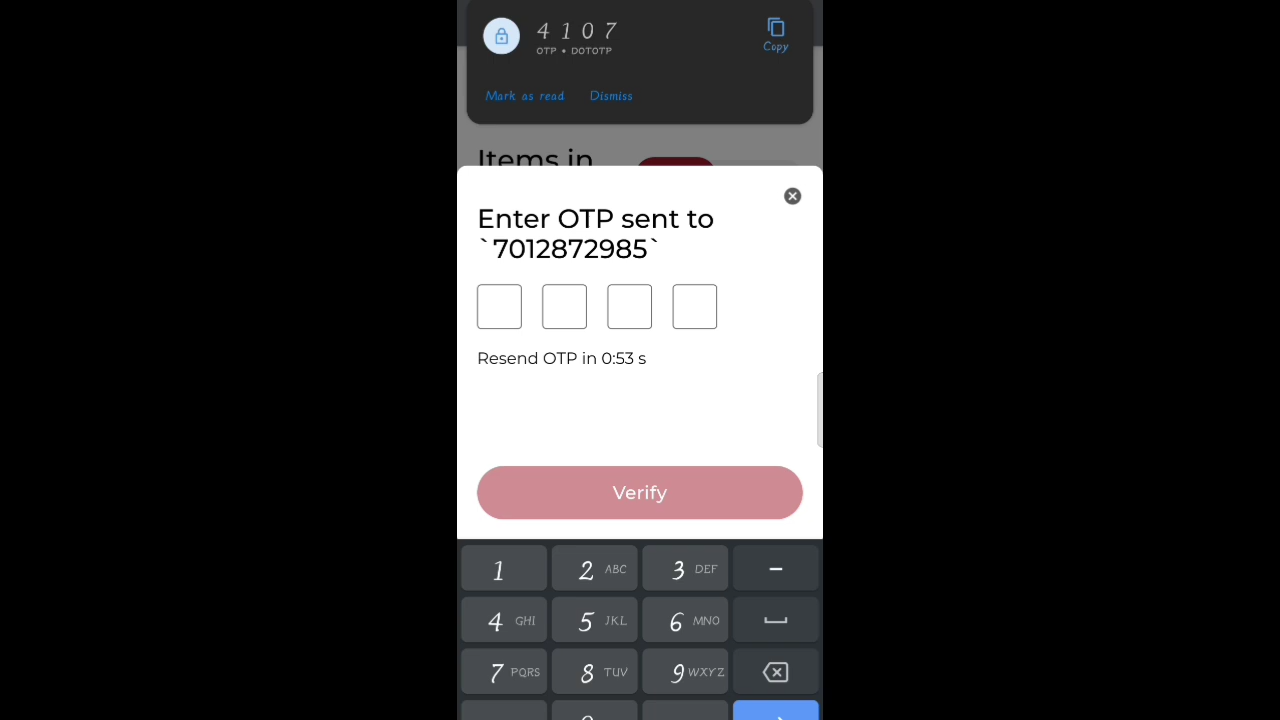 4 1 0 7
OTP • DOTOTP
Copy
Mark as read Dismiss
Items in
Enter OTP sent to
`7012872985`
Resend OTP in 0:53 s
Verify
1 2 ABC 3 DEF –
4 GHI 5 JKL 6 MNO
7 PQRS 8 TUV 9 WXYZ